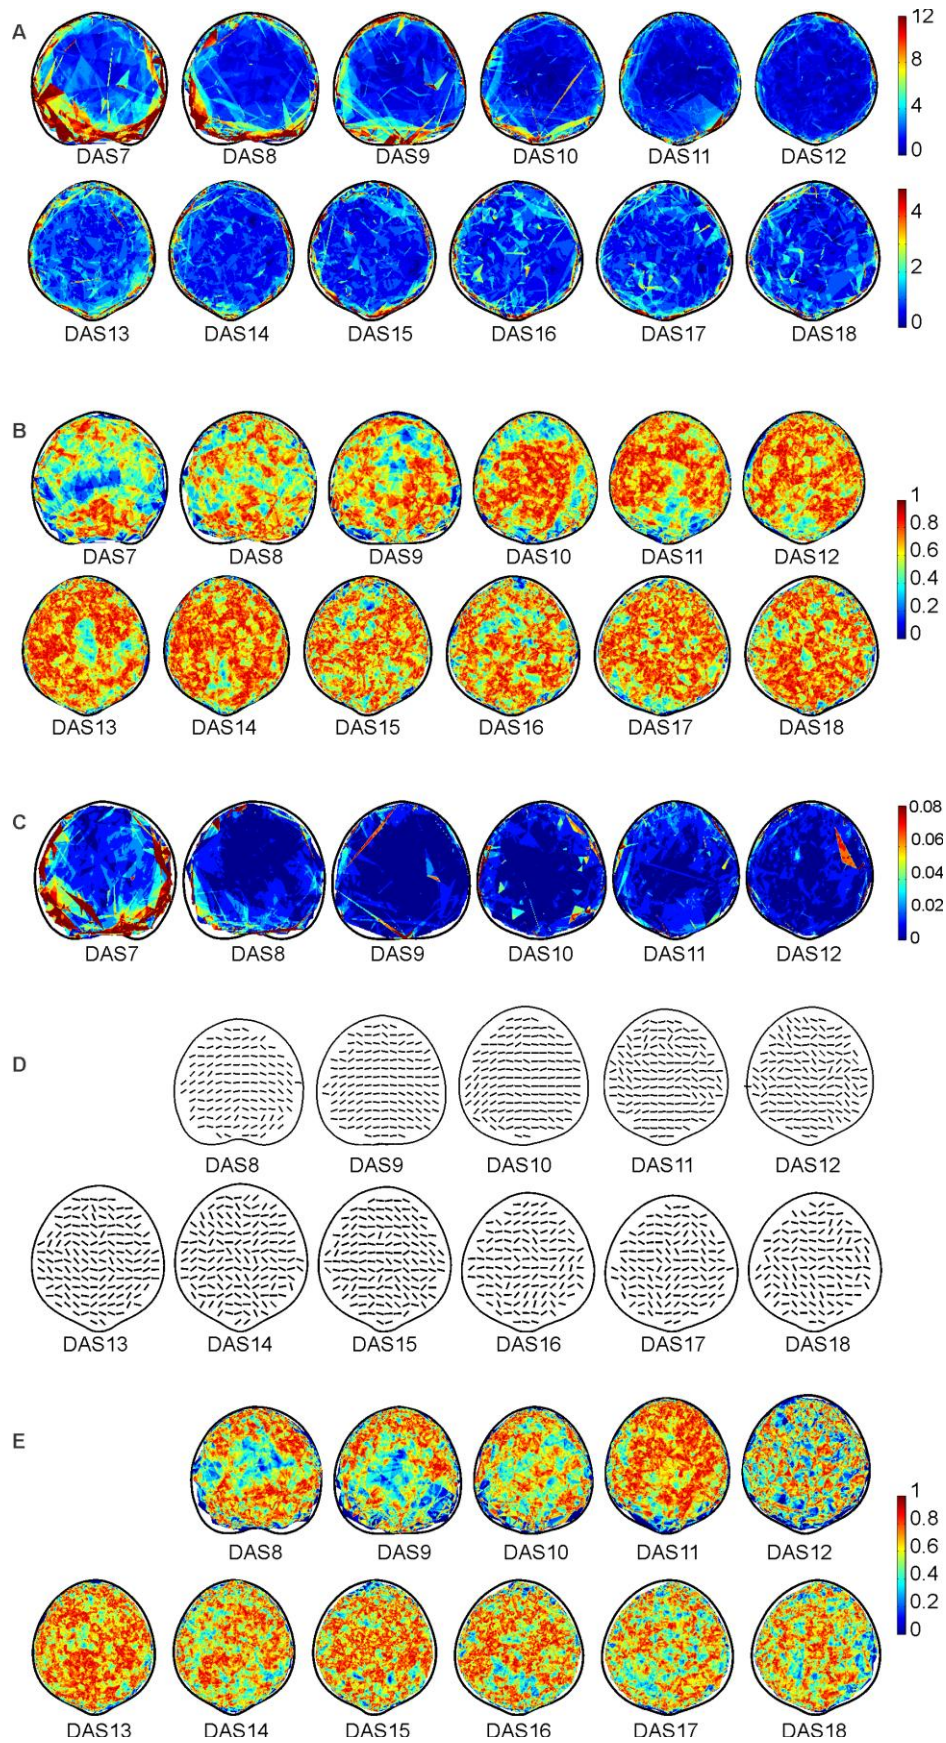 A
12
8
4
0
DAS7 DAS8 DAS9 DAS10 DAS11 DAS12
4
2
0
DAS13 DAS14 DAS15 DAS16 DAS17 DAS18
B
DAS7 DAS8 DAS9 DAS10 DAS11 DAS12
1
0.8
0.6
0.4
0.2
0
DAS13 DAS14 DAS15 DAS16 DAS17 DAS18
C
0.08
0.06
0.04
0.02
0
DAS7 DAS8 DAS9 DAS10 DAS11 DAS12
D
DAS8 DAS9 DAS10 DAS11 DAS12
DAS13 DAS14 DAS15 DAS16 DAS17 DAS18
E
DAS8 DAS9 DAS10 DAS11 DAS12
1
0.8
0.6
0.4
0.2
0
DAS13 DAS14 DAS15 DAS16 DAS17 DAS18